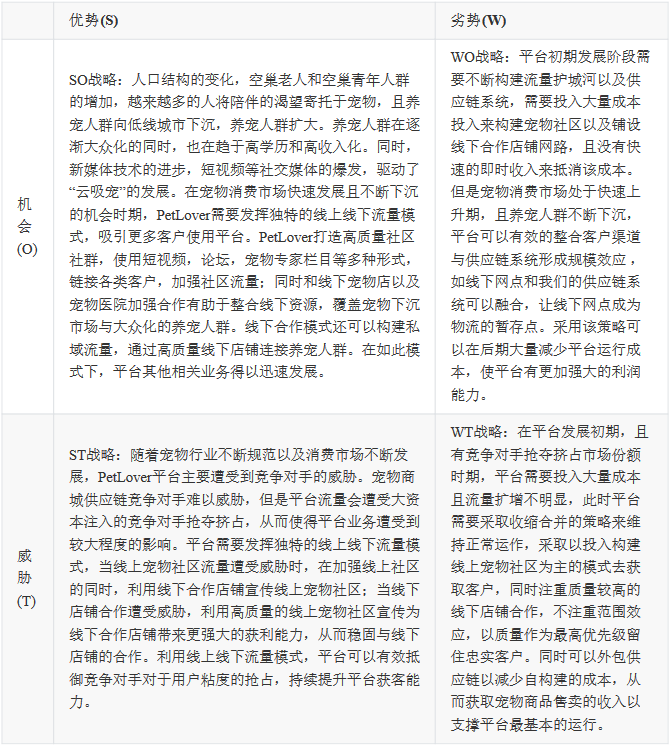 优势(S)
劣势(W)
机
会
(O)
SO战略：人口结构的变化，空巢老人和空巢青年人群
的增加，越来越多的人将陪伴的渴望寄托于宠物，且养
宠人群向低线城市下沉，养宠人群扩大。养宠人群在逐
渐大众化的同时，也在趋于高学历和高收入化。同时，
新媒体技术的进步，短视频等社交媒体的爆发，驱动了
“云吸宠”的发展。在宠物消费市场快速发展且不断下沉
的机会时期，PetLover需要发挥独特的线上线下流量模
式，吸引更多客户使用平台。PetLover打造高质量社区
社群，使用短视频，论坛，宠物专家栏目等多种形式，
链接各类客户，加强社区流量；同时和线下宠物店以及
宠物医院加强合作有助于整合线下资源，覆盖宠物下沉
市场与大众化的养宠人群。线下合作模式还可以构建私
域流量，通过高质量线下店铺连接养宠人群。在如此模
式下，平台其他相关业务得以迅速发展。
WO战略：平台初期发展阶段需
要不断构建流量护城河以及供
应链系统，需要投入大量成本
投入来构建宠物社区以及铺设
线下合作店铺网路，且没有快
速的即时收入来抵消该成本。
但是宠物消费市场处于快速上
升期，且养宠人群不断下沉，
平台可以有效的整合客户渠道
与供应链系统形成规模效应，
如线下网点和我们的供应链系
统可以融合，让线下网点成为
物流的暂存点。采用该策略可
以在后期大量减少平台运行成
本，使平台有更加强大的利润
能力。
威
胁
(T)
ST战略：随着宠物行业不断规范以及消费市场不断发
展，PetLover平台主要遭受到竞争对手的威胁。宠物商
城供应链竞争对手难以威胁，但是平台流量会遭受大资
本注入的竞争对手抢夺挤占，从而使得平台业务遭受到
较大程度的影响。平台需要发挥独特的线上线下流量模
式，当线上宠物社区流量遭受威胁时，在加强线上社区
的同时，利用线下合作店铺宣传线上宠物社区；当线下
店铺合作遭受威胁，利用高质量的线上宠物社区宣传为
线下合作店铺带来更强大的获利能力，从而稳固与线下
店铺的合作。利用线上线下流量模式，平台可以有效抵
御竞争对手对于用户粘度的抢占，持续提升平台获客能
力。
WT战略：在平台发展初期，且
有竞争对手抢夺挤占市场份额
时期，平台需要投入大量成本
且流量扩增不明显，此时平台
需要采取收缩合并的策略来维
持正常运作，采取以投入构建
线上宠物社区为主的模式去获
取客户，同时注重质量较高的
线下店铺合作，不注重范围效
应，以质量作为最高优先级留
住忠实客户。同时可以外包供
应链以减少自构建的成本，从
而获取宠物商品售卖的收入以
支撑平台最基本的运行。